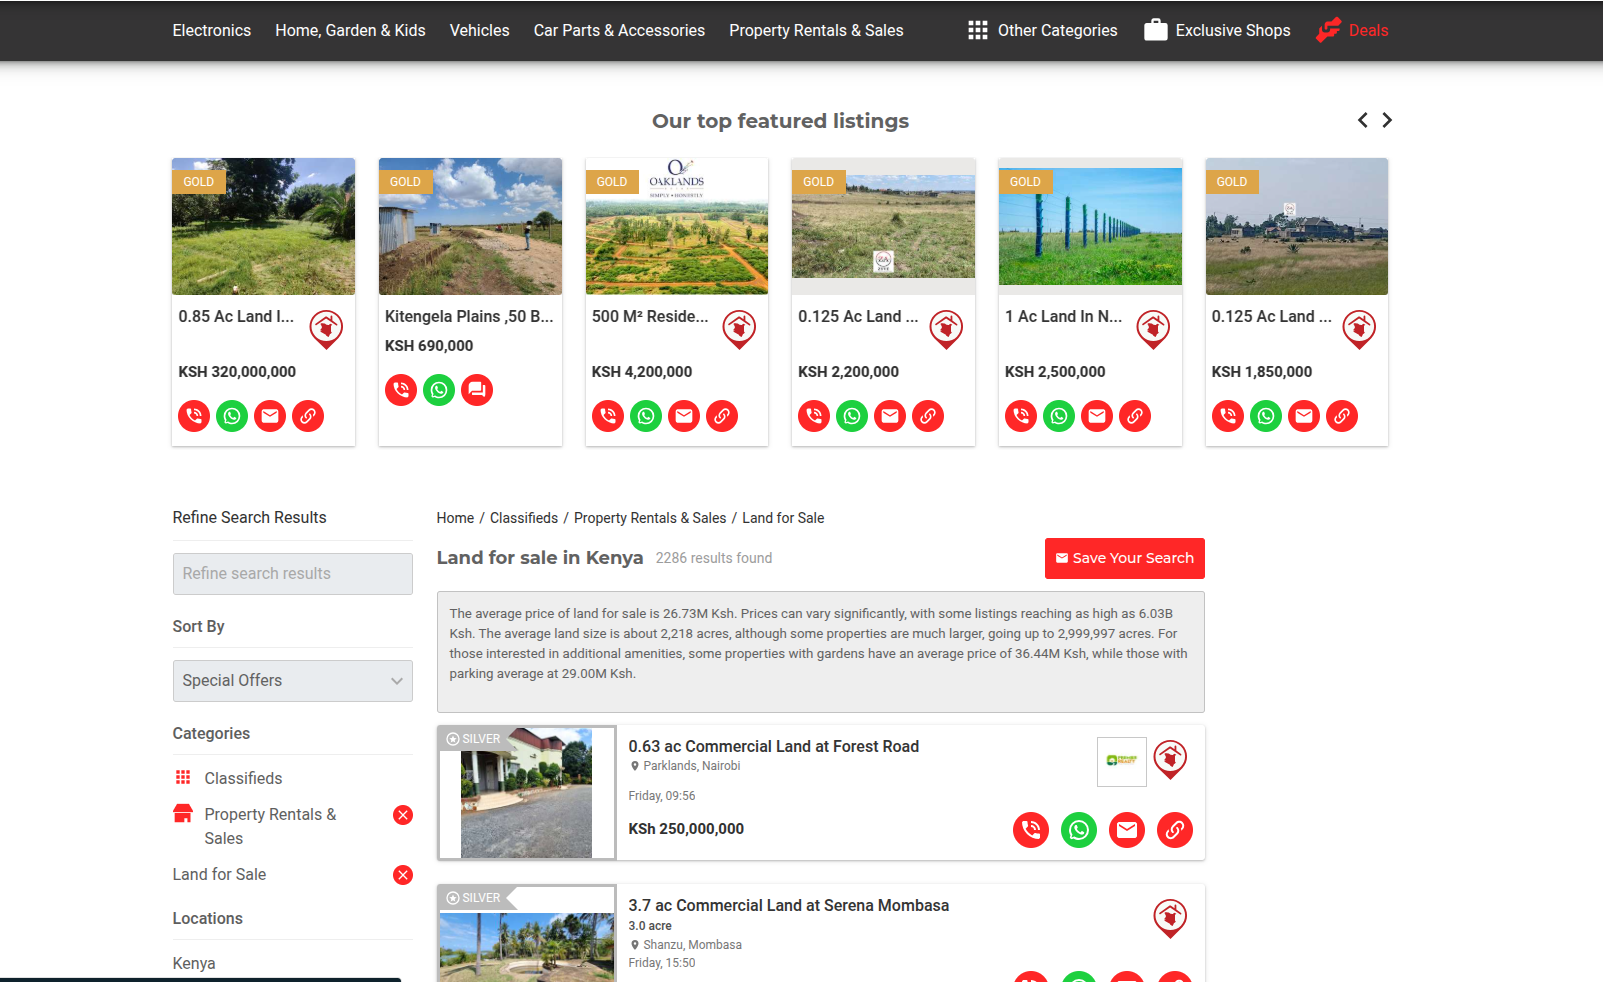 Electronics
Home, Garden & Kids
Vehicles
Car Parts & Accessories
Property Rentals & Sales
Other Categories
Exclusive Shops
Deals
Our top featured listings
GOLD
0.85 Ac Land I...
KSH 320,000,000
GOLD
Kitengela Plains ,50 B...
KSH 690,000
OAKLANDS
GOLD
500 M² Reside...
KSH 4,200,000
GOLD
0.125 Ac Land ...
KSH 2,200,000
GOLD
1 Ac Land In N...
KSH 2,500,000
GOLD
0.125 Ac Land ...
KSH 1,850,000
Refine Search Results
Refine search results
Sort By
Special Offers
Categories
Classifieds
Property Rentals &
Sales
Land for Sale
Locations
Kenya
Home / Classifieds / Property Rentals & Sales / Land for Sale
Land for sale in Kenya 2286 results found
Save Your Search
The average price of land for sale is 26.73M Ksh. Prices can vary significantly, with some listings reaching as high as 6.03B
Ksh. The average land size is about 2,218 acres, although some properties are much larger, going up to 2,999,997 acres. For
those interested in additional amenities, some properties with gardens have an average price of 36.44M Ksh, while those with
parking average at 29.00M Ksh.
SILVER
0.63 ac Commercial Land at Forest Road
Parklands, Nairobi
Friday, 09:56
KSh 250,000,000
SILVER
3.7 ac Commercial Land at Serena Mombasa
3.0 acre
Shanzu, Mombasa
Friday, 15:50